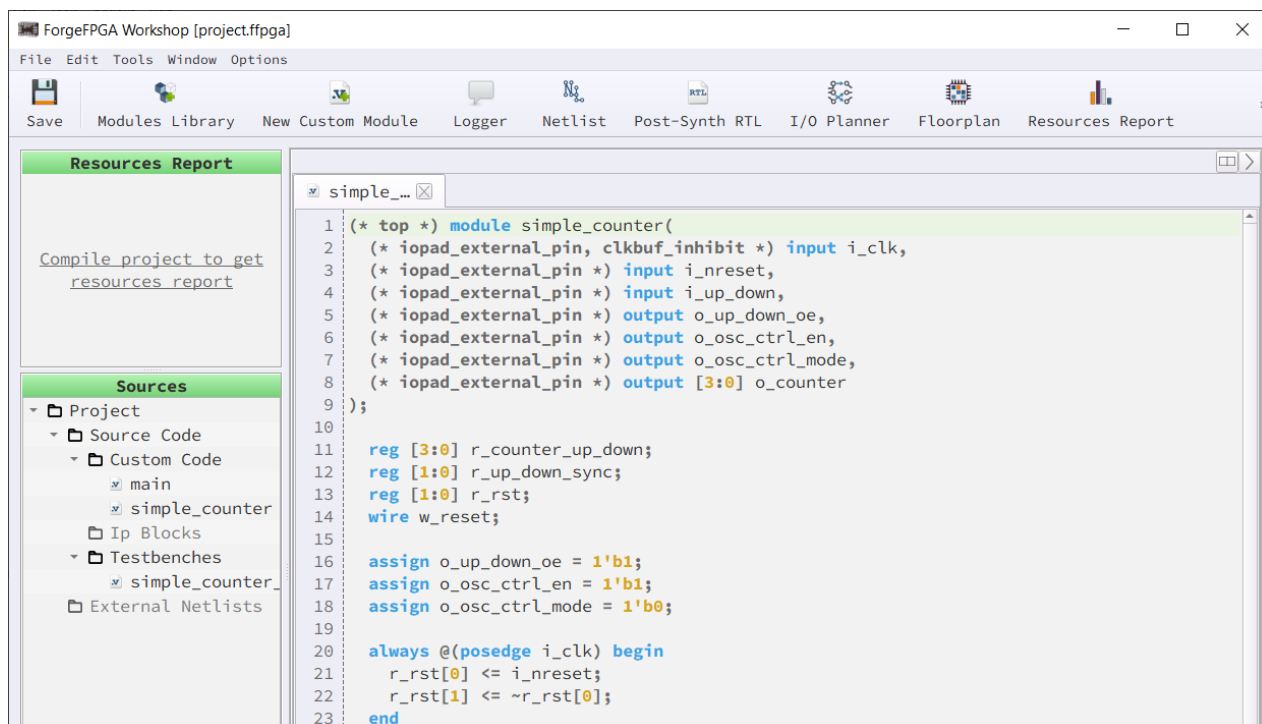 ForgeFPGA Workshop [project.ffpga]
File Edit Tools Window Options
Save Modules Library New Custom Module Logger Netlist Post-Synth RTL I/O Planner Floorplan Resources Report
RTL
Resources Report
Compile project to get
resources report
Sources
Project
Source Code
Custom Code
main
simple_counter
Ip Blocks
Testbenches
simple_counter_
External Netlists
simple_…
1 (* top *) module simple_counter(
2 (* iopad_external_pin, clkbuf_inhibit *) input i_clk,
3 (* iopad_external_pin *) input i_nreset,
4 (* iopad_external_pin *) input i_up_down,
5 (* iopad_external_pin *) output o_up_down_oe,
6 (* iopad_external_pin *) output o_osc_ctrl_en,
7 (* iopad_external_pin *) output o_osc_ctrl_mode,
8 (* iopad_external_pin *) output [3:0] o_counter
9 );
10
11 reg [3:0] r_counter_up_down;
12 reg [1:0] r_up_down_sync;
13 reg [1:0] r_rst;
14 wire w_reset;
15
16 assign o_up_down_oe = 1'b1;
17 assign o_osc_ctrl_en = 1'b1;
18 assign o_osc_ctrl_mode = 1'b0;
19
20 always @(posedge i_clk) begin
21 r_rst[0] <= i_nreset;
22 r_rst[1] <= ~r_rst[0];
23 end